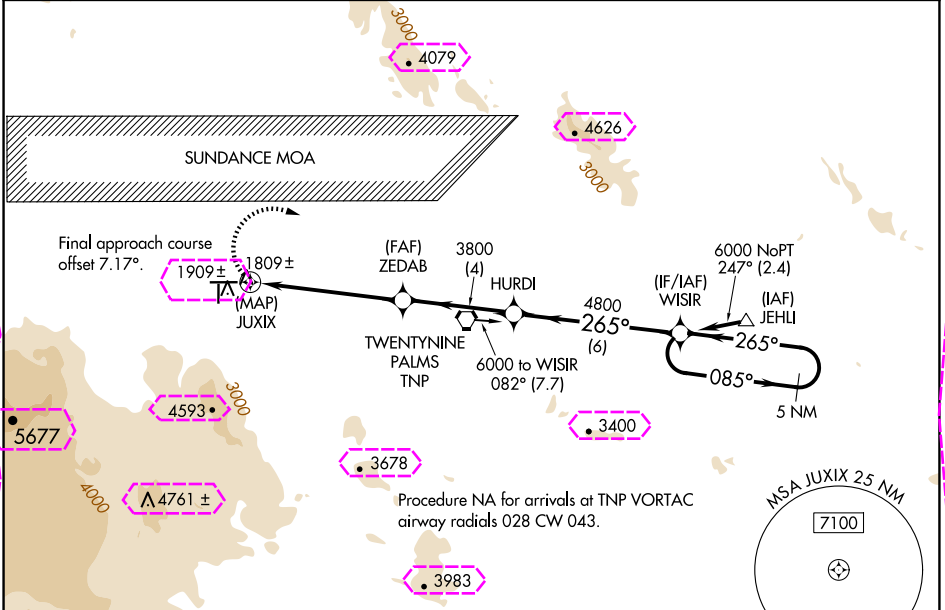 3000
4079
4626
3000
SUNDANCE MOA
Final approach course
offset 7.17°.
1909 ±
1809 ±
(MAP)
JUXIX
(FAF)
ZEDAB
3800
(4)
HURDI
TWENTYNINE
PALMS
TNP
6000 to WISIR
082° (7.7)
4800
265°
(6)
(IF/IAF)
WISIR
6000 NoPT
247° (2.4)
(IAF)
JEHLI
265°
085°
5 NM
4593
3000
5677
4000
4761 ±
3678
3400
Procedure NA for arrivals at TNP VORTAC
airway radials 028 CW 043.
3983
MSA JUXIX 25 NM
7100